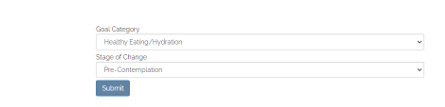 Goal Category
Healthy Eating/Hydration
Stage of Change
Pre-Contemplation
Submit